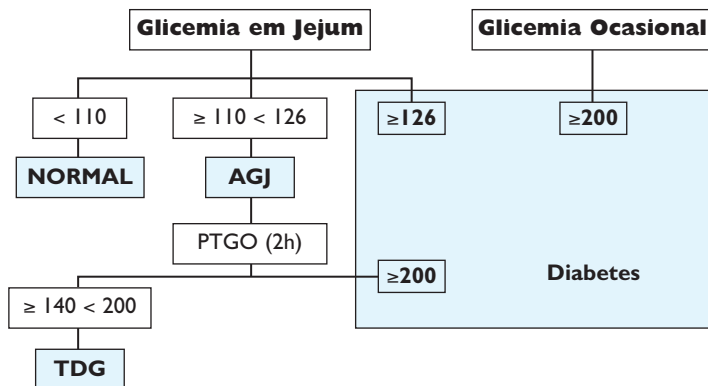 Glicemia em Jejum
Glicemia Ocasional
< 110
≥ 110 < 126
≥126
≥200
NORMAL
AGJ
PTGO (2h)
≥200
Diabetes
≥ 140 < 200
TDG